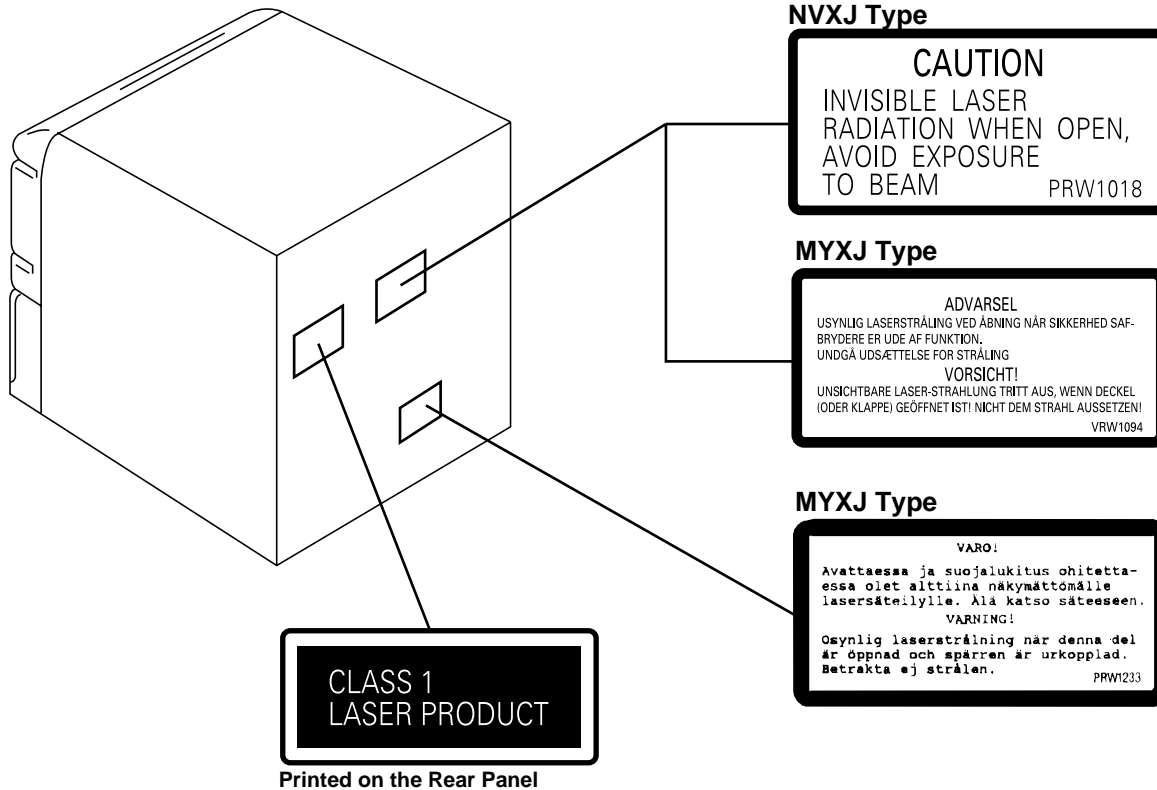 NVXJ Type
CAUTION
INVISIBLE LASER
RADIATION WHEN OPEN,
AVOID EXPOSURE
TO BEAM PRW1018
MYXJ Type
ADVARSEL
USYNLIG LASERSTRÅLING VED ÅBNING NÅR SIKKERHED SAF-
BRYDERE ER UDE AF FUNKTION.
UNDGÅ UDSÆTTELSE FOR STRÅLING
VORSICHT!
UNSICHTBARE LASER-STRAHLUNG TRITT AUS, WENN DECKEL
(ODER KLAPPE) GEÖFFNET IST! NICHT DEM STRAHL AUSSETZEN!
VRW1094
MYXJ Type
VARO!
Avattaessa ja suojalukitus ohitetta-
essa olet alttiina näkymättömälle
lasersäteilylle. Älä katso säteeseen.
VARNING!
Osynlig laserstrålning när denna del
är öppnad och spärren är urkopplad.
Betrakta ej strålen.
PRW1233
CLASS 1
LASER PRODUCT
Printed on the Rear Panel